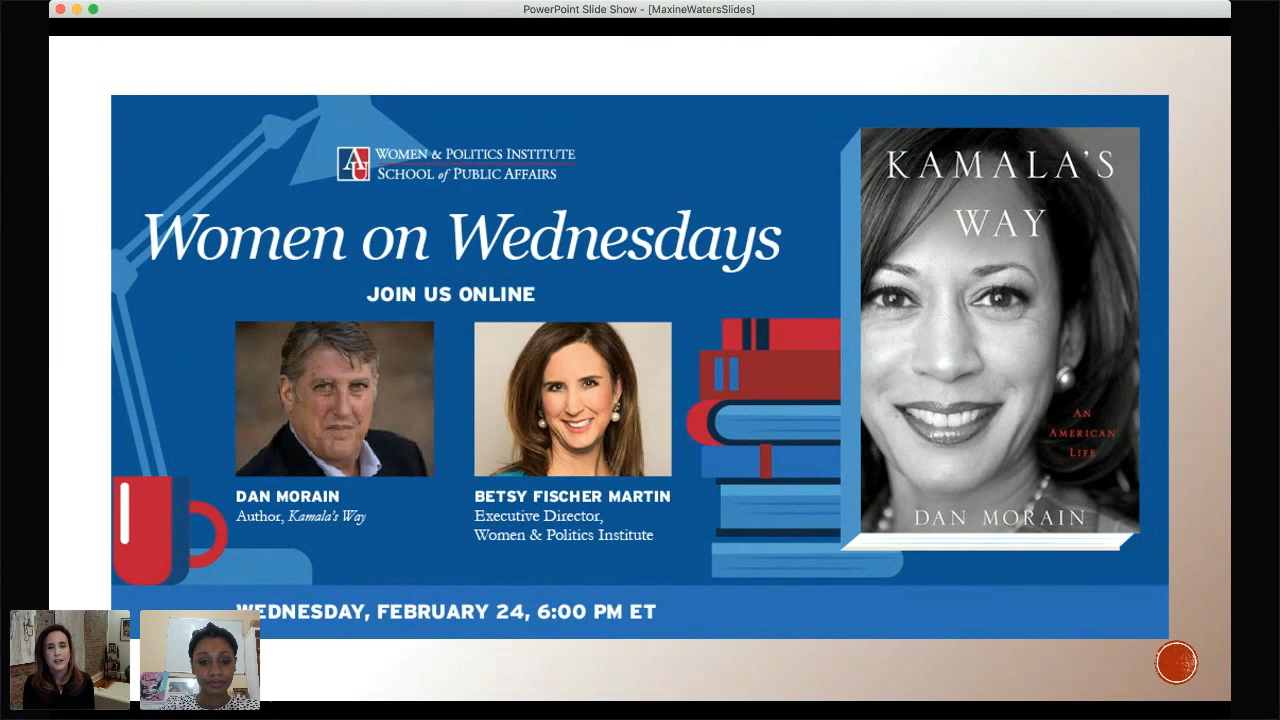 PowerPoint Slide Show - [MaxineWatersSlides]
AU WOMEN & POLITICS INSTITUTE
SCHOOL of PUBLIC AFFAIRS
Women on Wednesdays
JOIN US ONLINE
DAN MORAIN
Author, Kamala's Way
BETSY FISCHER MARTIN
Executive Director,
Women & Politics Institute
KAMALA'S
WAY
AN
AMERICAN
LIFE
DAN MORAIN
WEDNESDAY, FEBRUARY 24, 6:00 PM ET